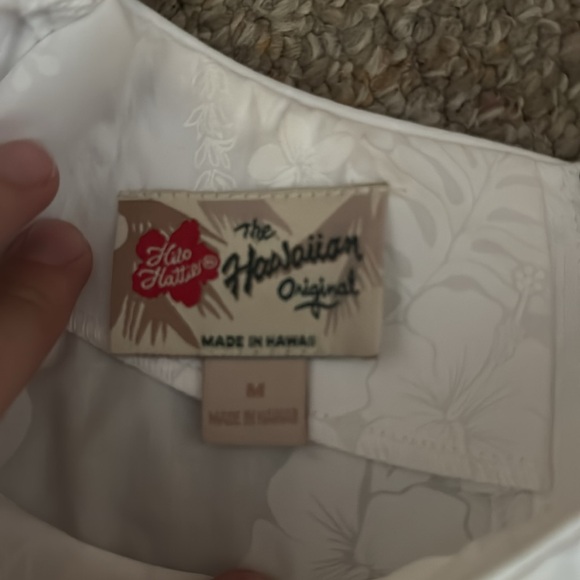 Hilo
Hattie®
The
Hawaiian
Original
MADE IN HAWAII
M
MADE IN HAWAII